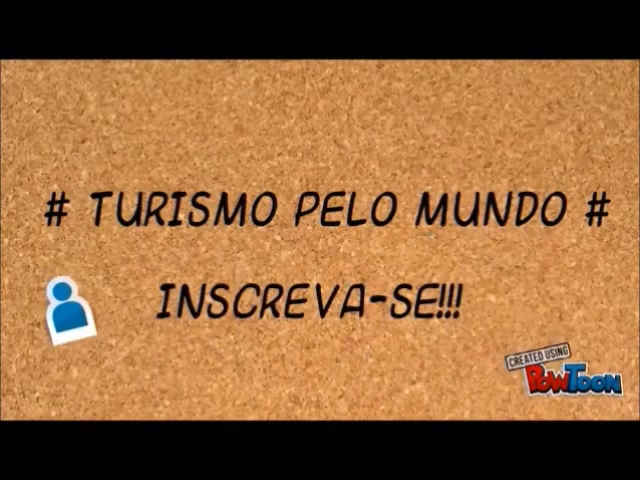 # TURISMO PELO MUNDO #
INSCREVA-SE!!!
CREATED USING
POWTOON